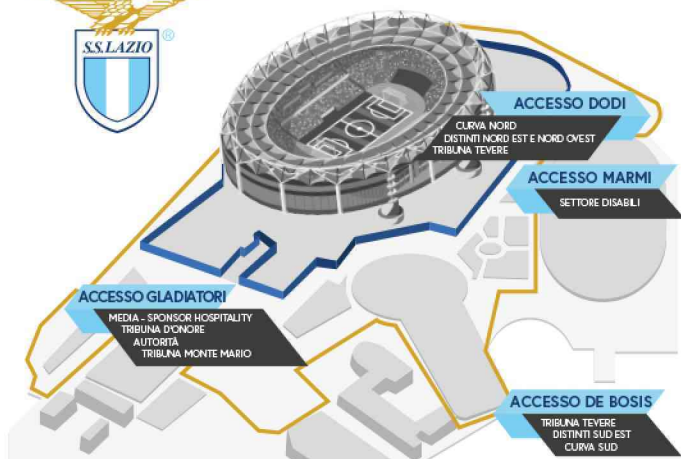 S.S.LAZIO
®
ACCESSO DODI
CURVA NORD
DISTINTI NORD EST E NORD OVEST
TRIBUNA TEVERE
ACCESSO MARMI
SETTORE DISABILI
ACCESSO GLADIATORI
MEDIA - SPONSOR HOSPITALITY
TRIBUNA D'ONORE
AUTORITÀ
TRIBUNA MONTE MARIO
ACCESSO DE BOSIS
TRIBUNA TEVERE
DISTINTI SUD EST
CURVA SUD